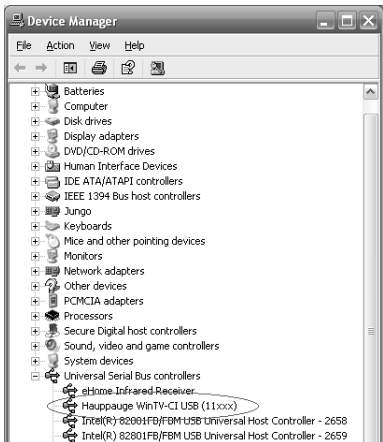 Device Manager
File Action View Help
Batteries
Computer
Disk drives
Display adapters
DVD/CD-ROM drives
Human Interface Devices
IDE ATA/ATAPI controllers
IEEE 1394 Bus host controllers
Jungo
Keyboards
Mice and other pointing devices
Monitors
Network adapters
Other devices
PCMCIA adapters
Processors
Secure Digital host controllers
Sound, video and game controllers
System devices
Universal Serial Bus controllers
eHome Infrared Receiver
Hauppauge WinTV-CI USB (11xxx)
Intel(R) 82801FB/FBM USB Universal Host Controller - 2658
Intel(R) 82801FB/FBM USB Universal Host Controller - 2659